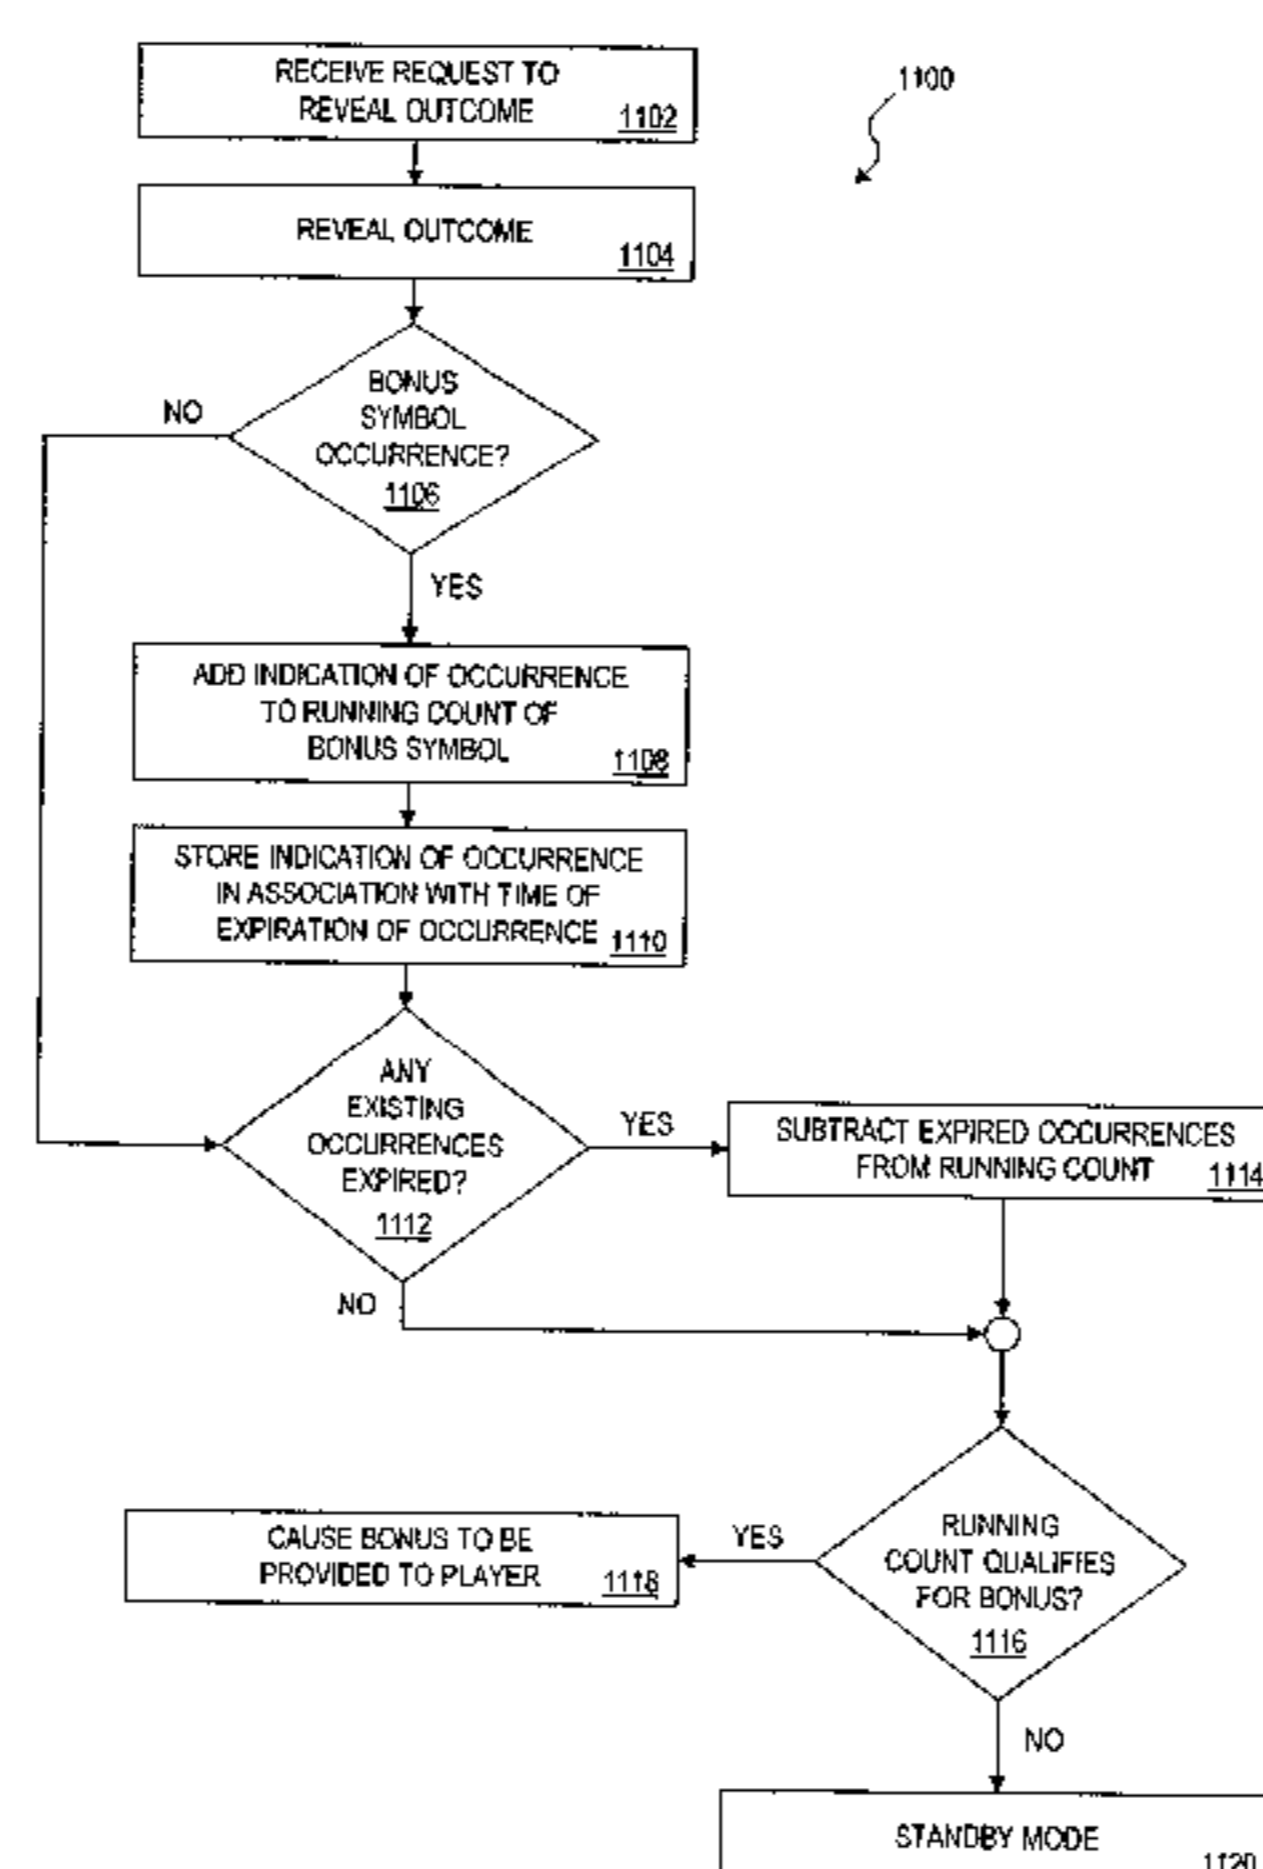 RECEIVE REQUEST TO
REVEAL OUTCOME
1102
1100
REVEAL OUTCOME
1104
BONUS
SYMBOL
OCCURRENCE?
1106
NO
YES
ADD INDICATION OF OCCURRENCE
TO RUNNING COUNT OF
BONUS SYMBOL
1108
STORE INDICATION OF OCCURRENCE
IN ASSOCIATION WITH TIME OF
EXPIRATION OF OCCURRENCE
1110
ANY
EXISTING
OCCURRENCES
EXPIRED?
1112
YES
SUBTRACT EXPIRED OCCURRENCES
FROM RUNNING COUNT
1114
NO
RUNNING
COUNT QUALIFIES
FOR BONUS?
1116
YES
CAUSE BONUS TO BE
PROVIDED TO PLAYER
1118
NO
STANDBY MODE
1120